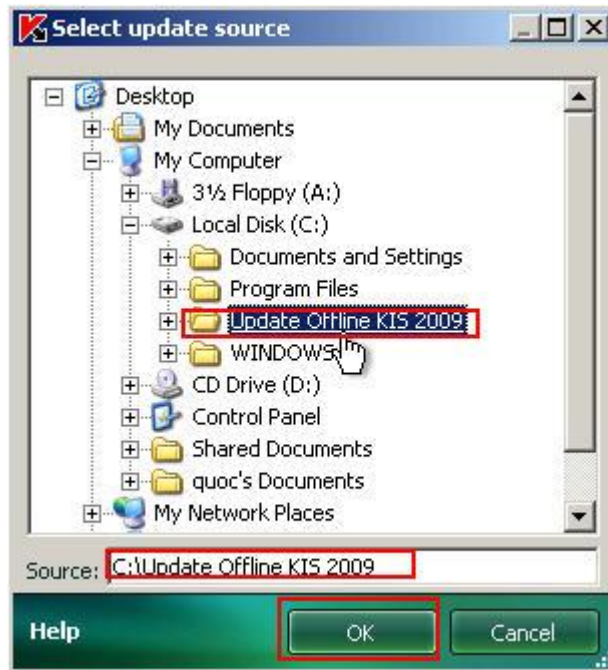 Select update source
Desktop
My Documents
My Computer
3½ Floppy (A:)
Local Disk (C:)
Documents and Settings
Program Files
Update Offline KIS 2009
WINDOWS
CD Drive (D:)
Control Panel
Shared Documents
quoc's Documents
My Network Places
Source: C:\Update Offline KIS 2009
Help OK Cancel